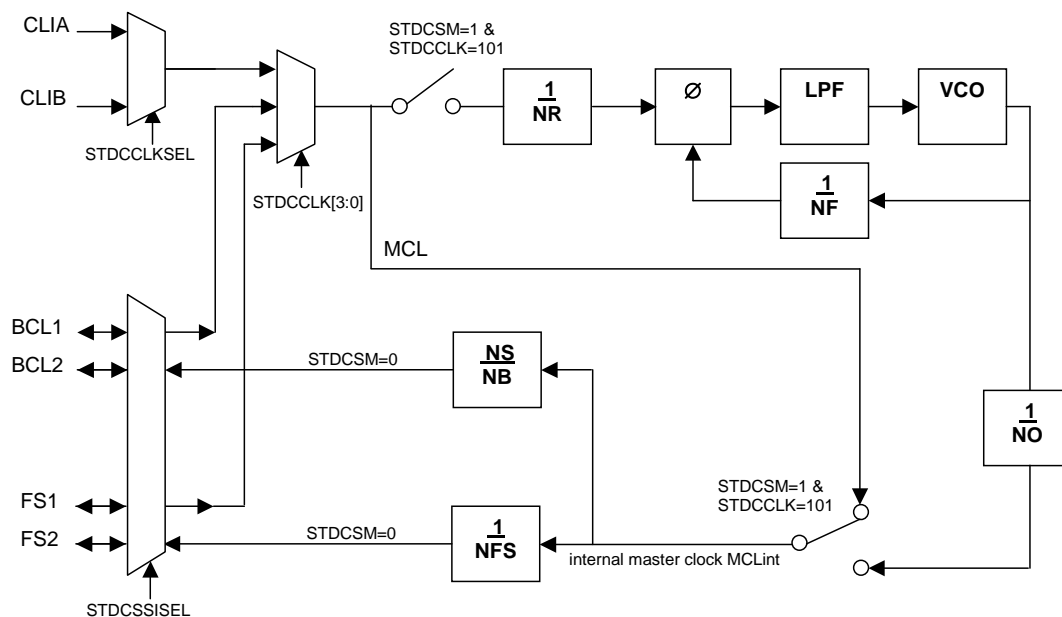 CLIA
CLIB
STDCCLKSEL
STDCCLK[3:0]
STDCSM=1 &
STDCCLK=101
1
NR
Ø
LPF
VCO
1
NF
MCL
BCL1
BCL2
STDCSM=0
NS
NB
1
NO
FS1
FS2
STDCSM=0
1
NFS
STDCSM=1 &
STDCCLK=101
internal master clock MCLint
STDCSSISEL